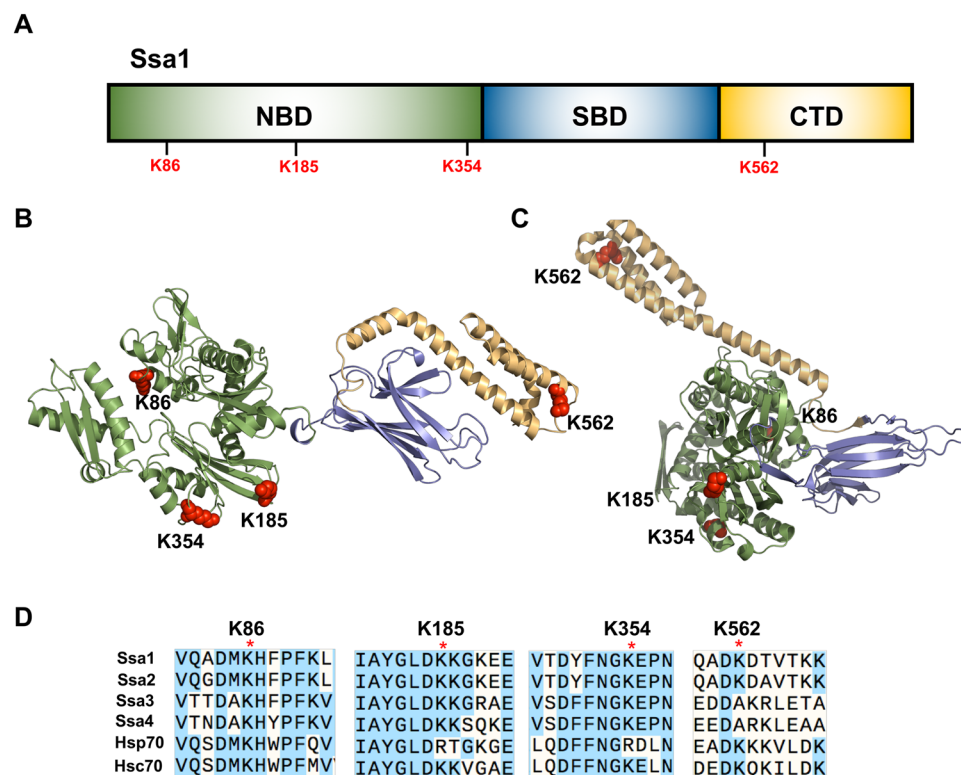 A
Ssa1
NBD SBD CTD
K86 K185 K354 K562
B
K86
K562
K185
K354
C
K562
K86
K185
K354
D
K86 K185 K354 K562
* * * *
Ssa1 VQADMKHFPFKL IAYGLDKKGKEE VTDYFNGKEPN QADKDTVTKK
Ssa2 VQGDMKHFPFKL IAYGLDKKGKEE VTDYFNGKEPN QADKDAVTKK
Ssa3 VTTDAKHFPFKV IAYGLDKKGRAE VSDFFNGKEPN EDDAKRLETA
Ssa4 VTNDAKHYPFKV IAYGLDKKSQKE VSDFFNGKEPN EEDARKLEAA
Hsp70 VQSDMKHWPFQV IAYGLDRTGKGE LQDFFNGRDLN EADKKKVLDK
Hsc70 VQSDMKHWPFMV IAYGLDKKVGAE LQDFFNGKELN DEDKQKILDK